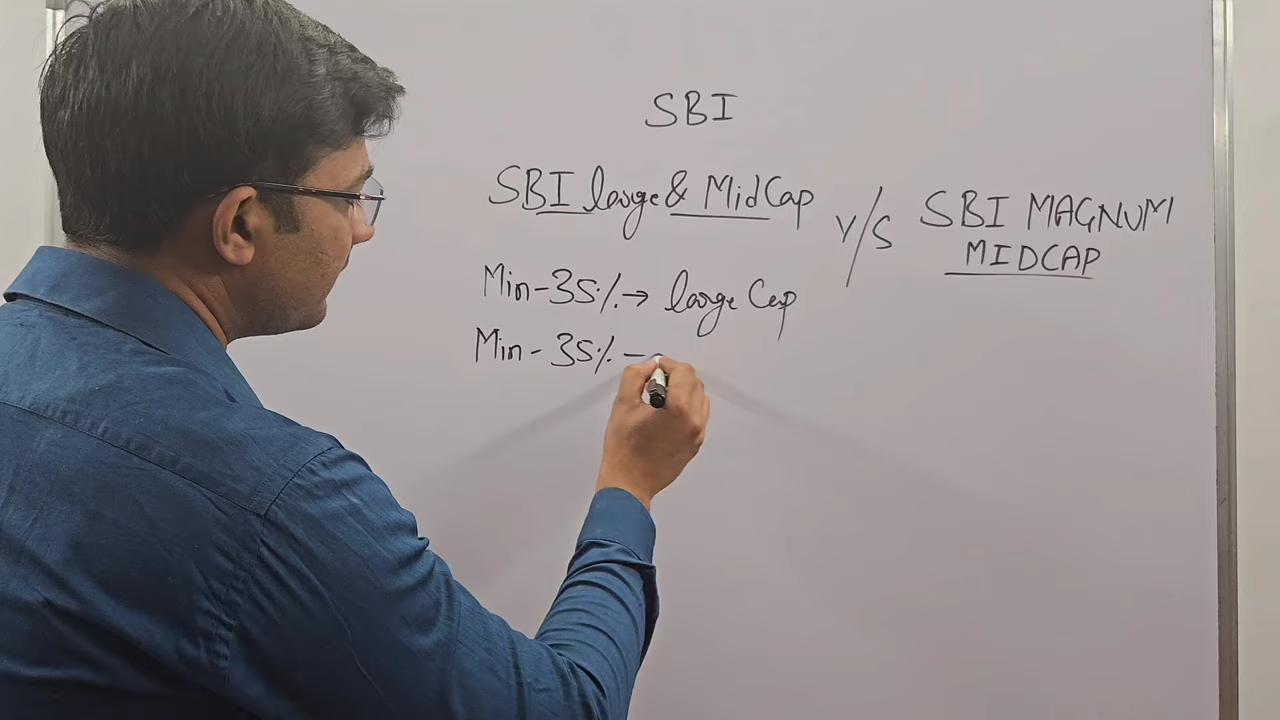 SBI
SBI large & MidCap V/S SBI MAGNUM
MIDCAP
Min-35%→ large Cap
Min-35%-